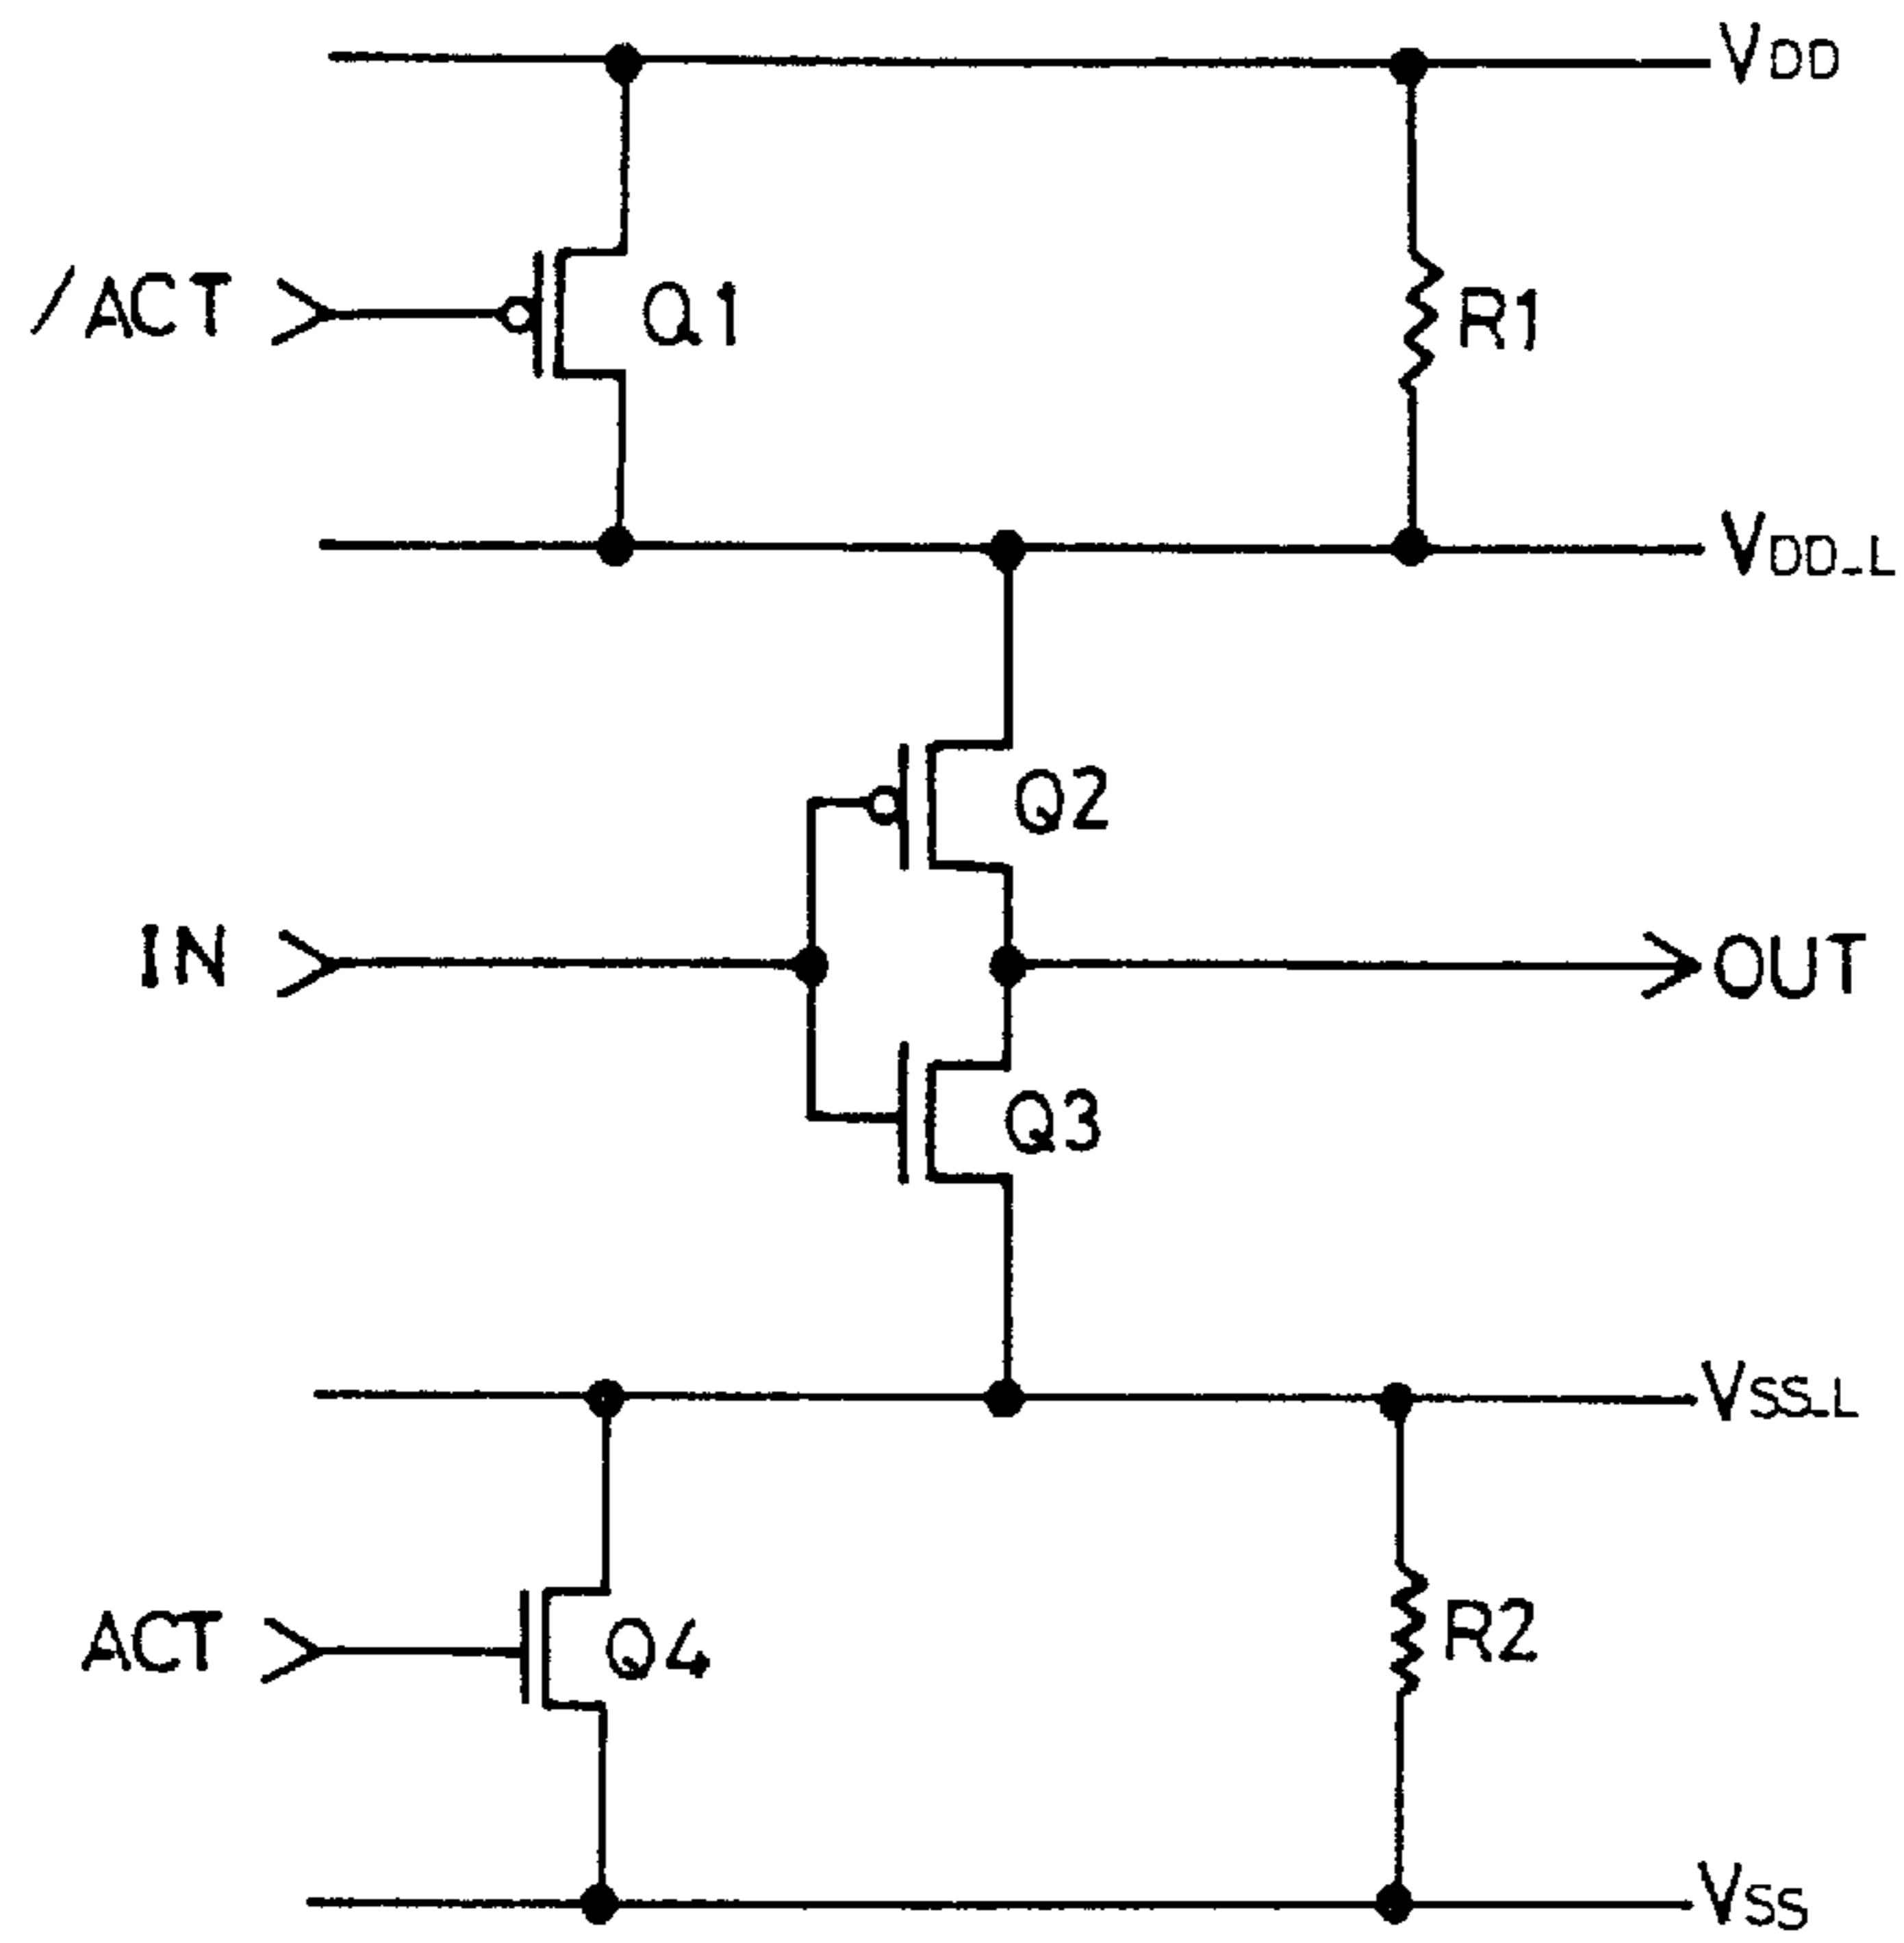 VDD
/ACT
Q1
R1
VDD_L
Q2
IN
OUT
Q3
VSS_L
ACT
Q4
R2
VSS